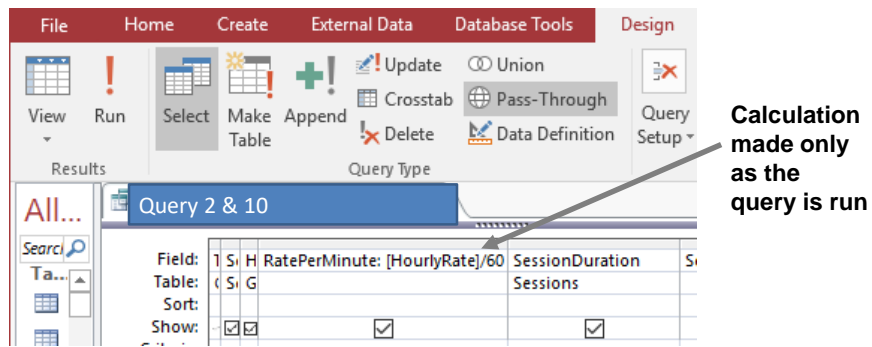 File Home Create External Data Database Tools Design
Update Union
Crosstab Pass-Through
View Run Select Make Append Query
Table Delete Data Definition Setup
Results Query Type
Calculation
made only
as the
query is run
All... Query 2 & 10
Field: RatePerMinute: [HourlyRate]/60 SessionDuration
Ta...
Table: Sessions
Sort:
Show: